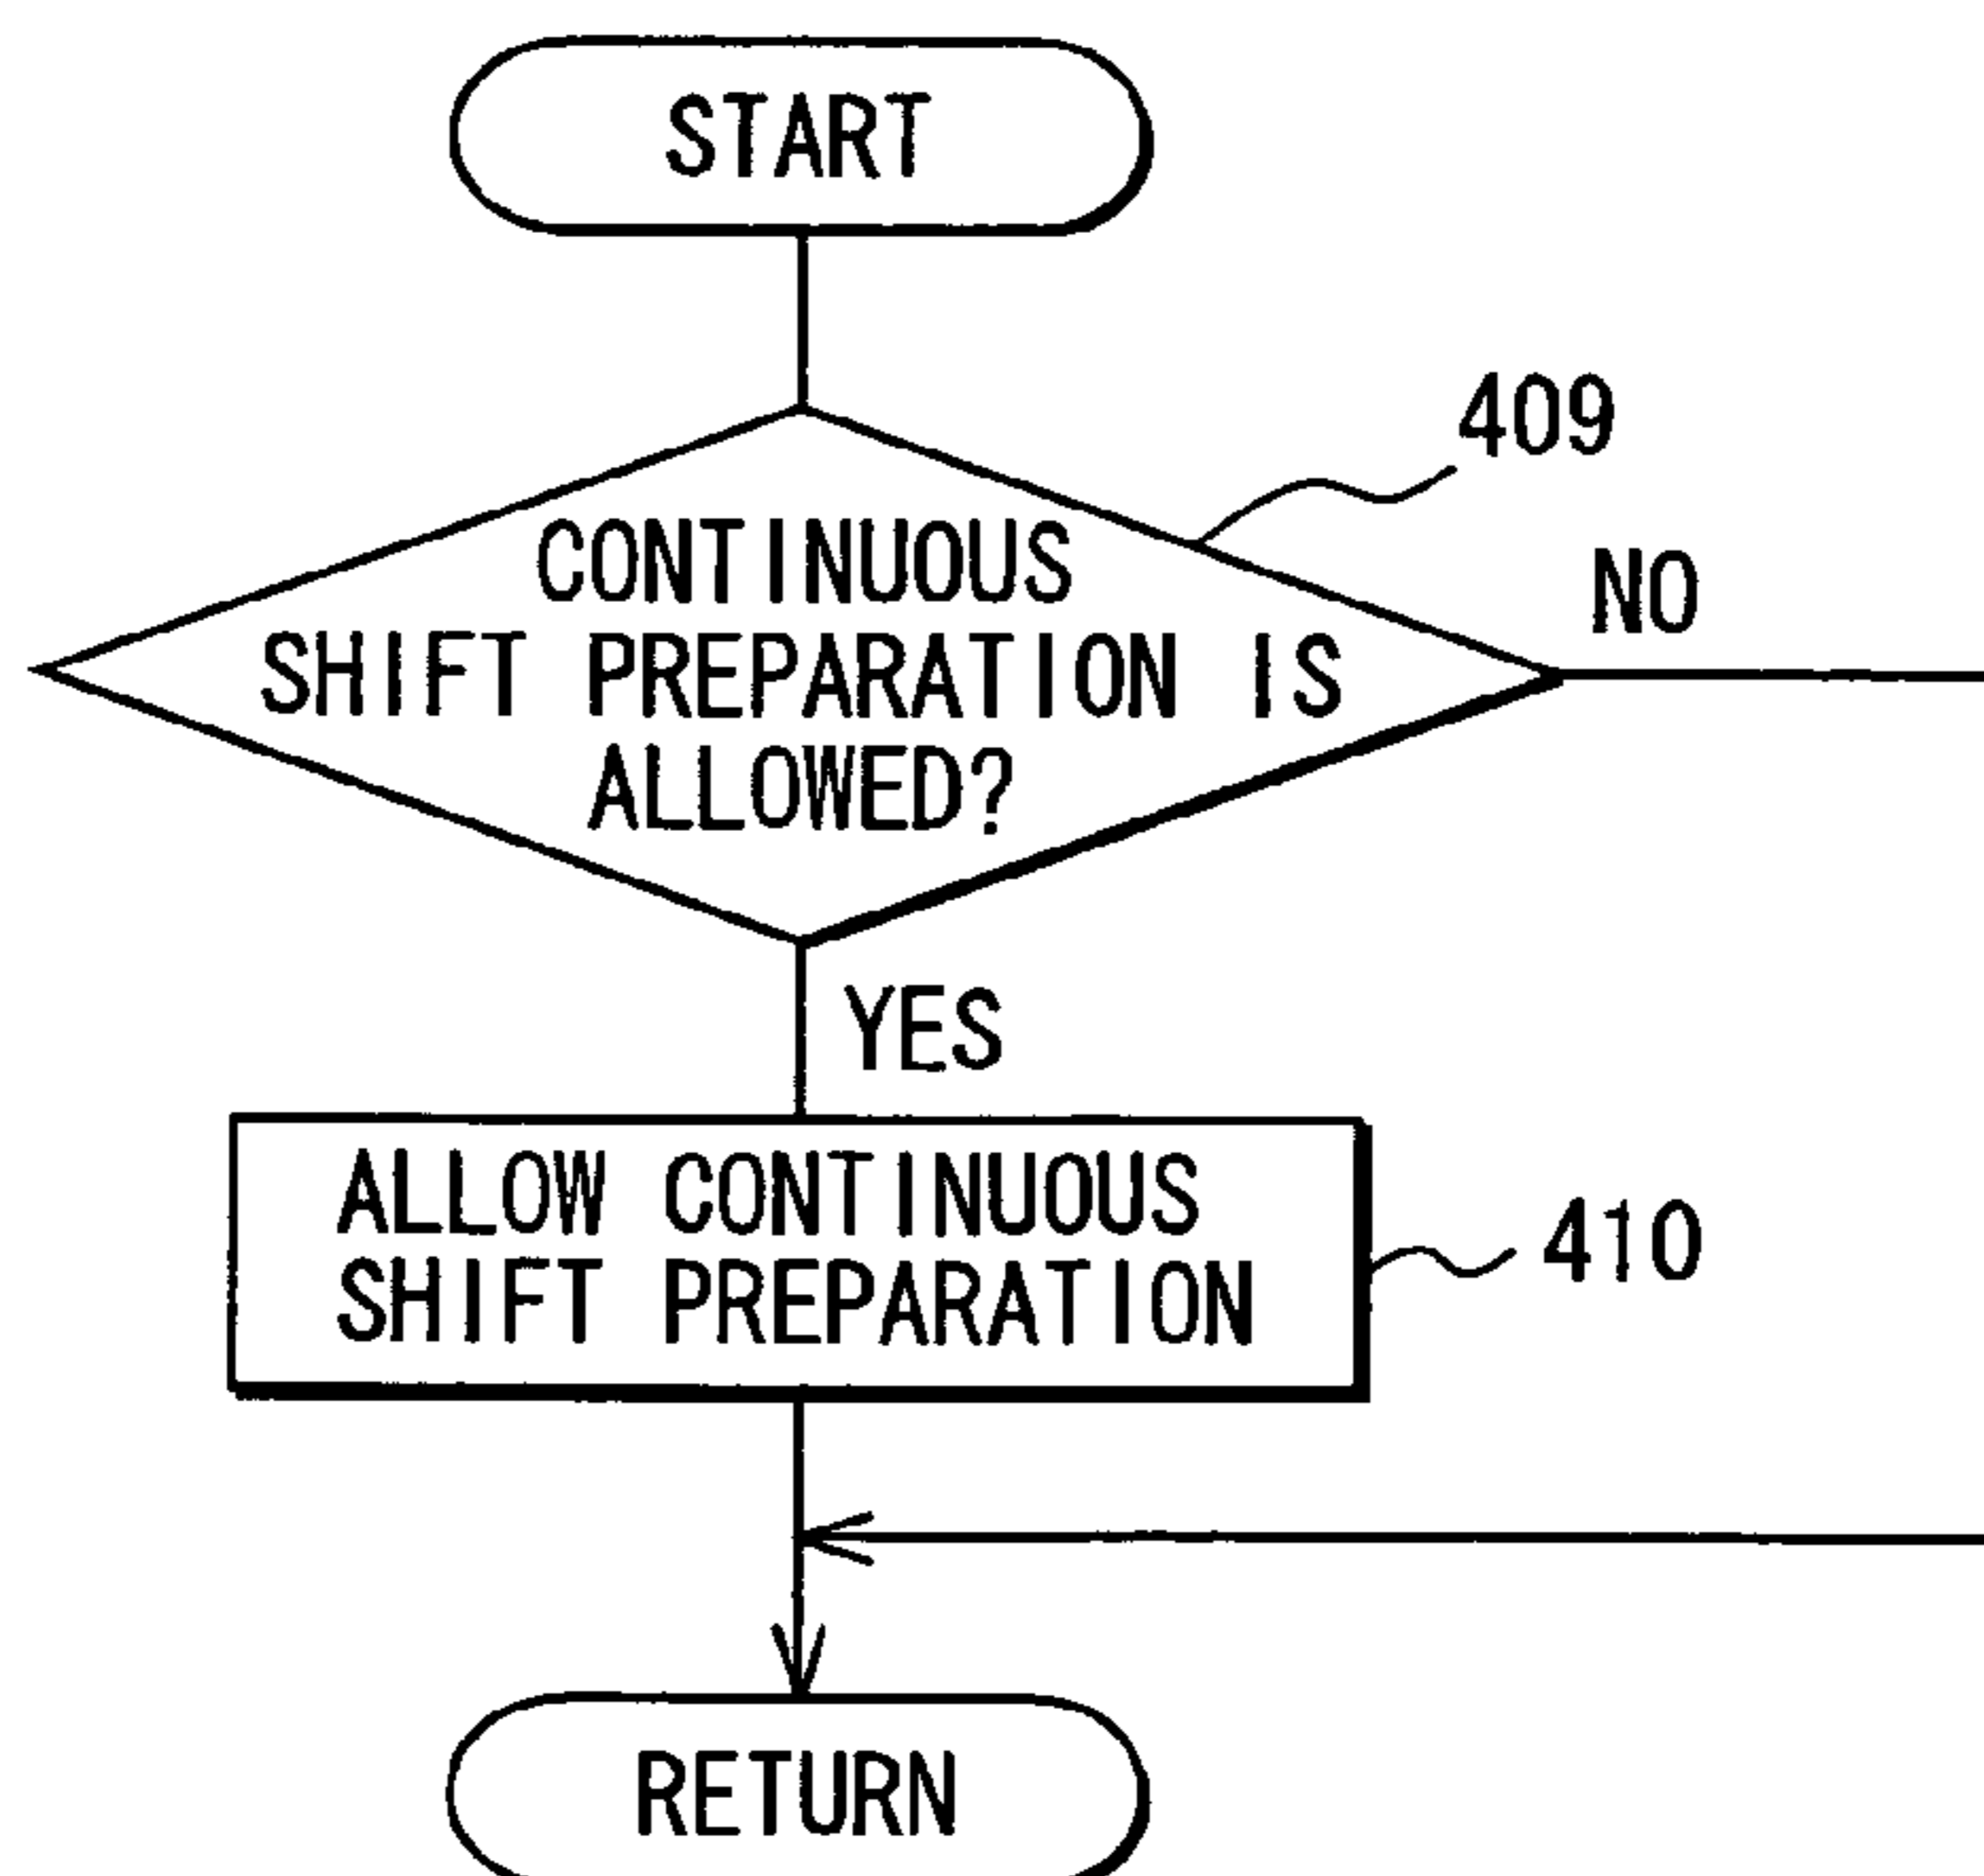 START
409
CONTINUOUS
SHIFT PREPARATION IS
ALLOWED?
NO
YES
ALLOW CONTINUOUS
SHIFT PREPARATION
410
RETURN